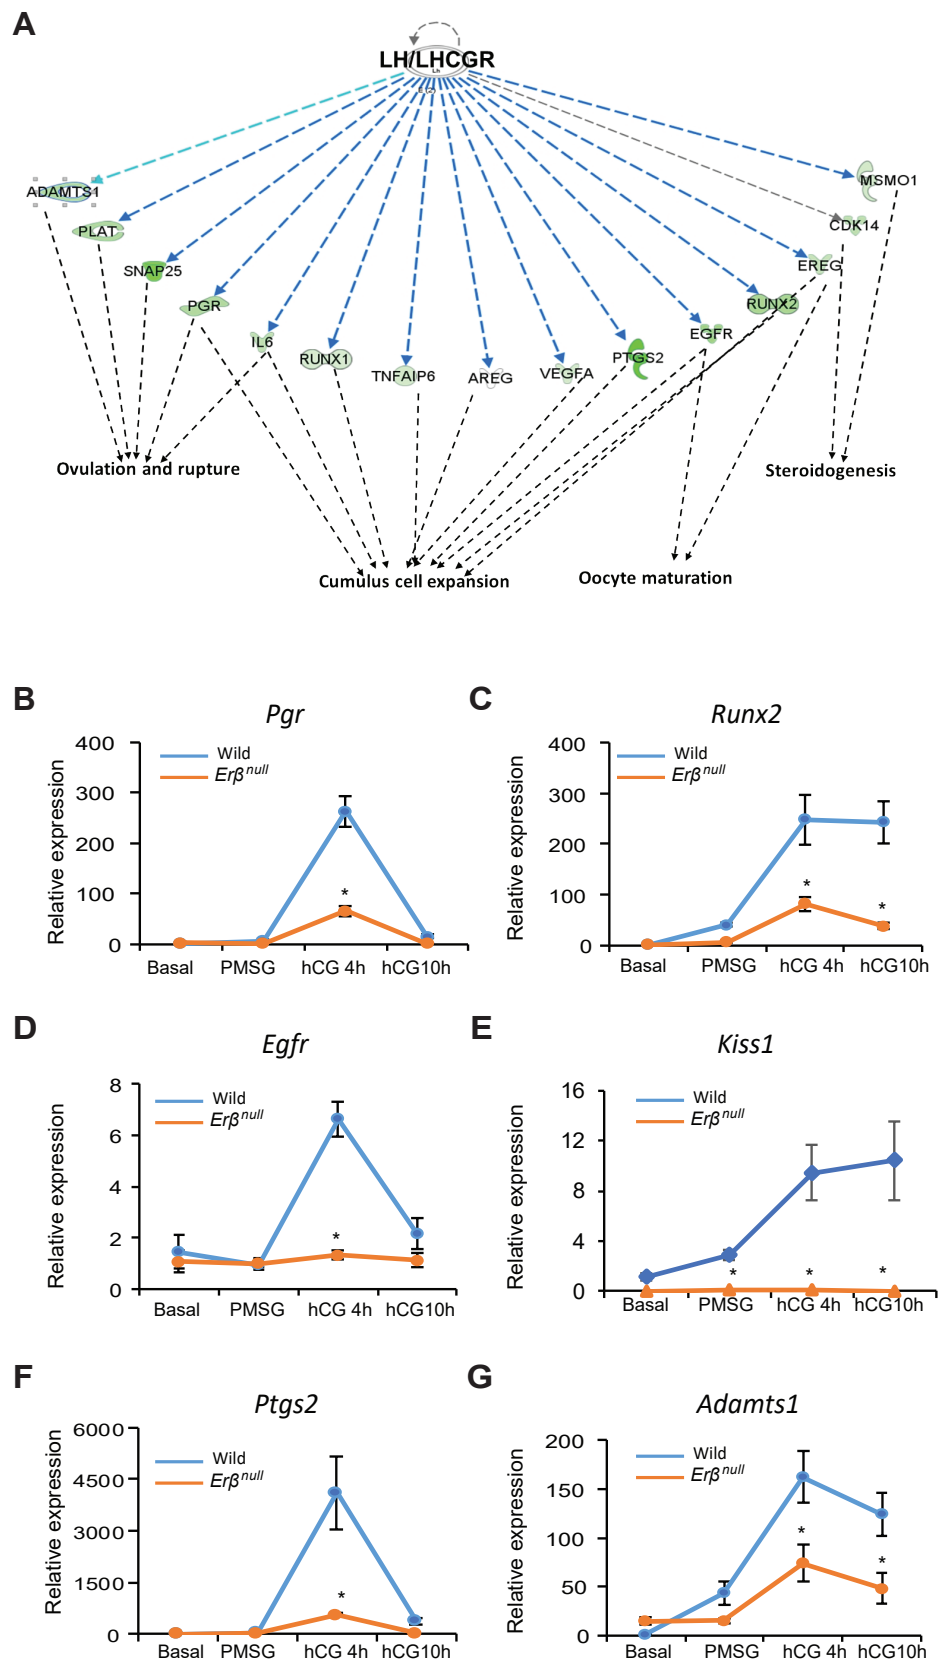 A
LH/LHCGR
Lh
E (2)
ADAMTS1
MSMO1
PLAT
CDK14
SNAP25
EREG
PGR
RUNX2
IL6
EGFR
RUNX1
PTGS2
TNFAIP6
AREG
VEGFA
Ovulation and rupture
Steroidogenesis
Cumulus cell expansion
Oocyte maturation
B
Pgr
Relative expression
400
300
200
100
0
Wild
Erβnull
*
Basal PMSG hCG 4h hCG10h
C
Runx2
Relative expression
400
300
200
100
0
Wild
Erβnull
*
*
Basal PMSG hCG 4h hCG10h
D
Egfr
Relative expression
8
6
4
2
0
Wild
Erβnull
*
Basal PMSG hCG 4h hCG10h
E
Kiss1
Relative expression
16
12
8
4
0
Wild
Erβnull
* * *
Basal PMSG hCG 4h hCG10h
F
Ptgs2
Relative expression
6000
4500
3000
1500
0
Wild
Erβnull
*
Basal PMSG hCG 4h hCG10h
G
Adamts1
Relative expression
200
150
100
50
0
Wild
Erβnull
*
*
Basal PMSG hCG 4h hCG10h